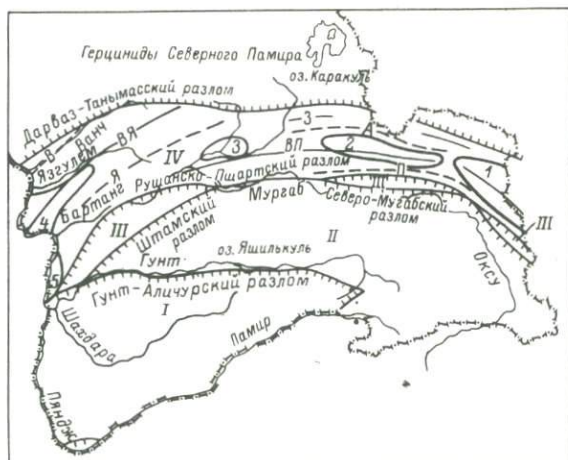 Герциниды Северного Памира
оз. Каракуль
Дарваз-Танымасский разлом
В
Ванч
ВЯ
Язгулем
Я
IV
3
3
ВП
2
1
П
4
Бартанг
Рушанско-Пшартский разлом
Мургаб
III
Северо-Мугабский
разлом
III
III
Штамский
разлом
Гунт
оз. Яшилькуль
II
Оксу
5
Гунт-Аличурский разлом
I
Шахдара
Памир
Пяндж